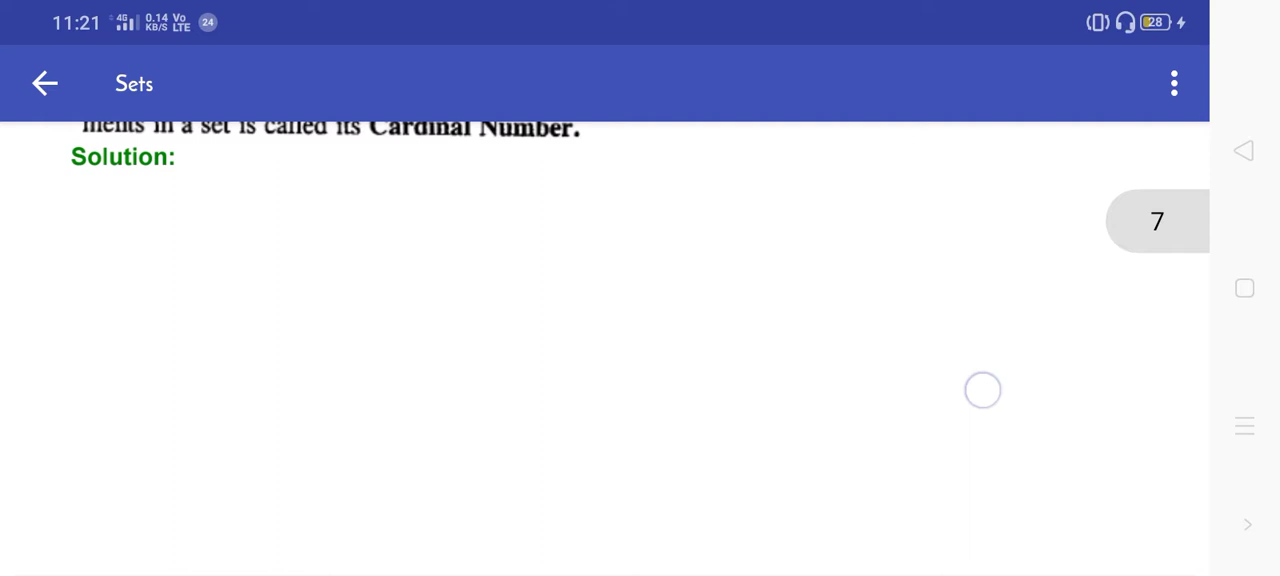 11:21 4G 0.14 KB/S Vo LTE 24 28
Sets
ments in a set is called its Cardinal Number.
Solution:
7